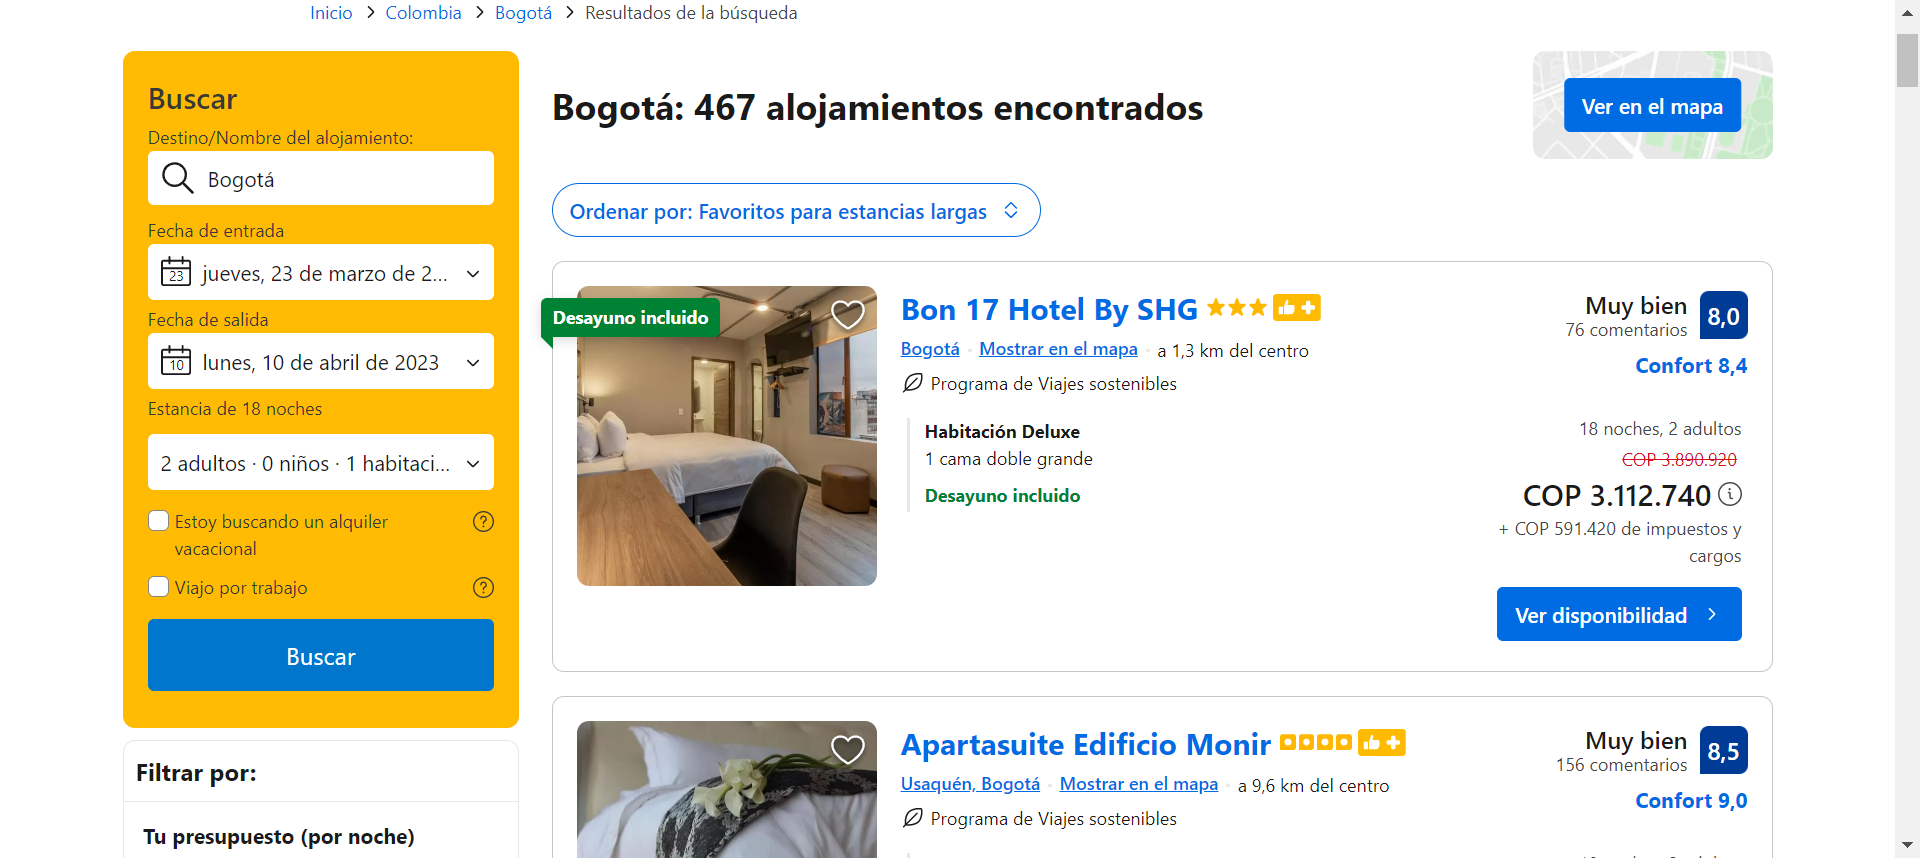 Inicio > Colombia > Bogotá > Resultados de la búsqueda
Buscar
Destino/Nombre del alojamiento:
Bogotá
Fecha de entrada
23 jueves, 23 de marzo de 2...
Fecha de salida
10 lunes, 10 de abril de 2023
Estancia de 18 noches
2 adultos · 0 niños · 1 habitaci...
Estoy buscando un alquiler
vacacional
Viajo por trabajo
Buscar
Filtrar por:
Tu presupuesto (por noche)
Bogotá: 467 alojamientos encontrados
Ver en el mapa
Ordenar por: Favoritos para estancias largas
Desayuno incluido
Bon 17 Hotel By SHG
Bogotá · Mostrar en el mapa · a 1,3 km del centro
Programa de Viajes sostenibles
Habitación Deluxe
1 cama doble grande
Desayuno incluido
Muy bien 8,0
76 comentarios
Confort 8,4
18 noches, 2 adultos
COP 3.890.920
COP 3.112.740
+ COP 591.420 de impuestos y
cargos
Ver disponibilidad
Apartasuite Edificio Monir
Usaquén, Bogotá · Mostrar en el mapa · a 9,6 km del centro
Programa de Viajes sostenibles
Muy bien 8,5
156 comentarios
Confort 9,0